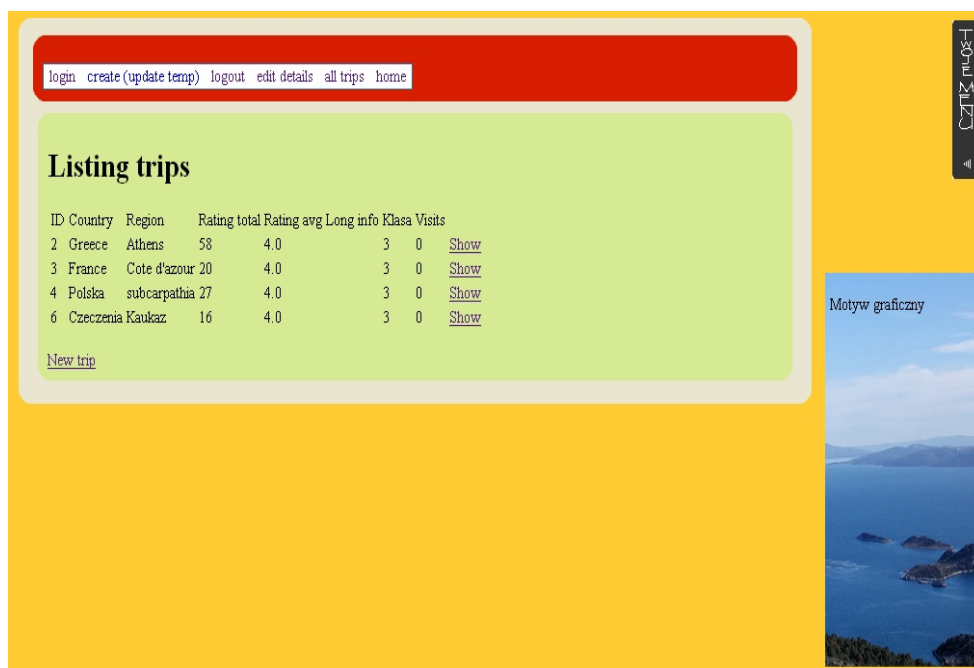 login create (update temp) logout edit details all trips home
Listing trips
ID Country Region Rating total Rating avg Long info Klasa Visits
2 Greece Athens 58 4.0 3 0 Show
3 France Cote d'azour 20 4.0 3 0 Show
4 Polska subcarpathia 27 4.0 3 0 Show
6 Czeczenia Kaukaz 16 4.0 3 0 Show
New trip
TWOJE MENU
Motyw graficzny